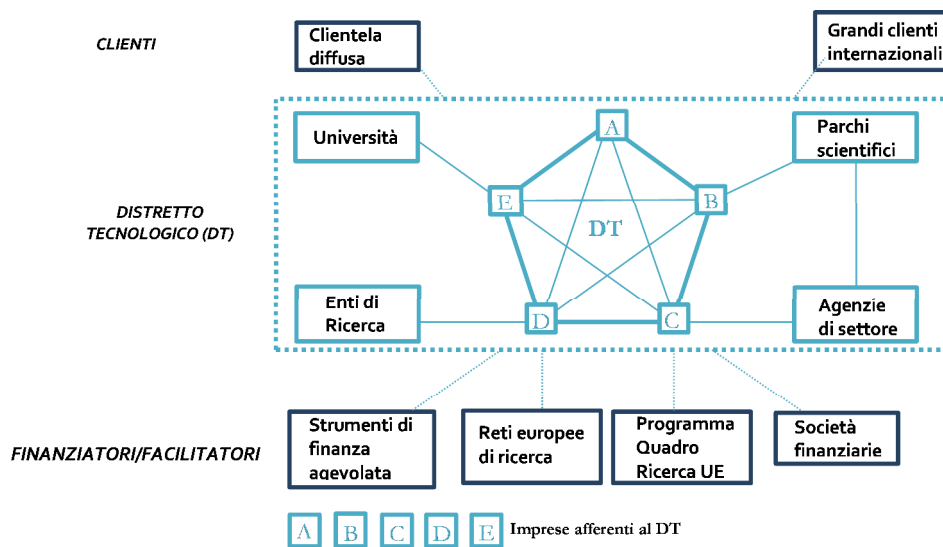 CLIENTI
Clientela
diffusa
Grandi clienti
internazionali
DISTRETTO
TECNOLOGICO (DT)
Università
Parchi
scientifici
A
E
B
DT
D
C
Enti di
Ricerca
Agenzie
di settore
FINANZIATORI/FACILITATORI
Strumenti di
finanza
agevolata
Reti europee
di ricerca
Programma
Quadro
Ricerca UE
Società
finanziarie
A B C D E Imprese afferenti al DT